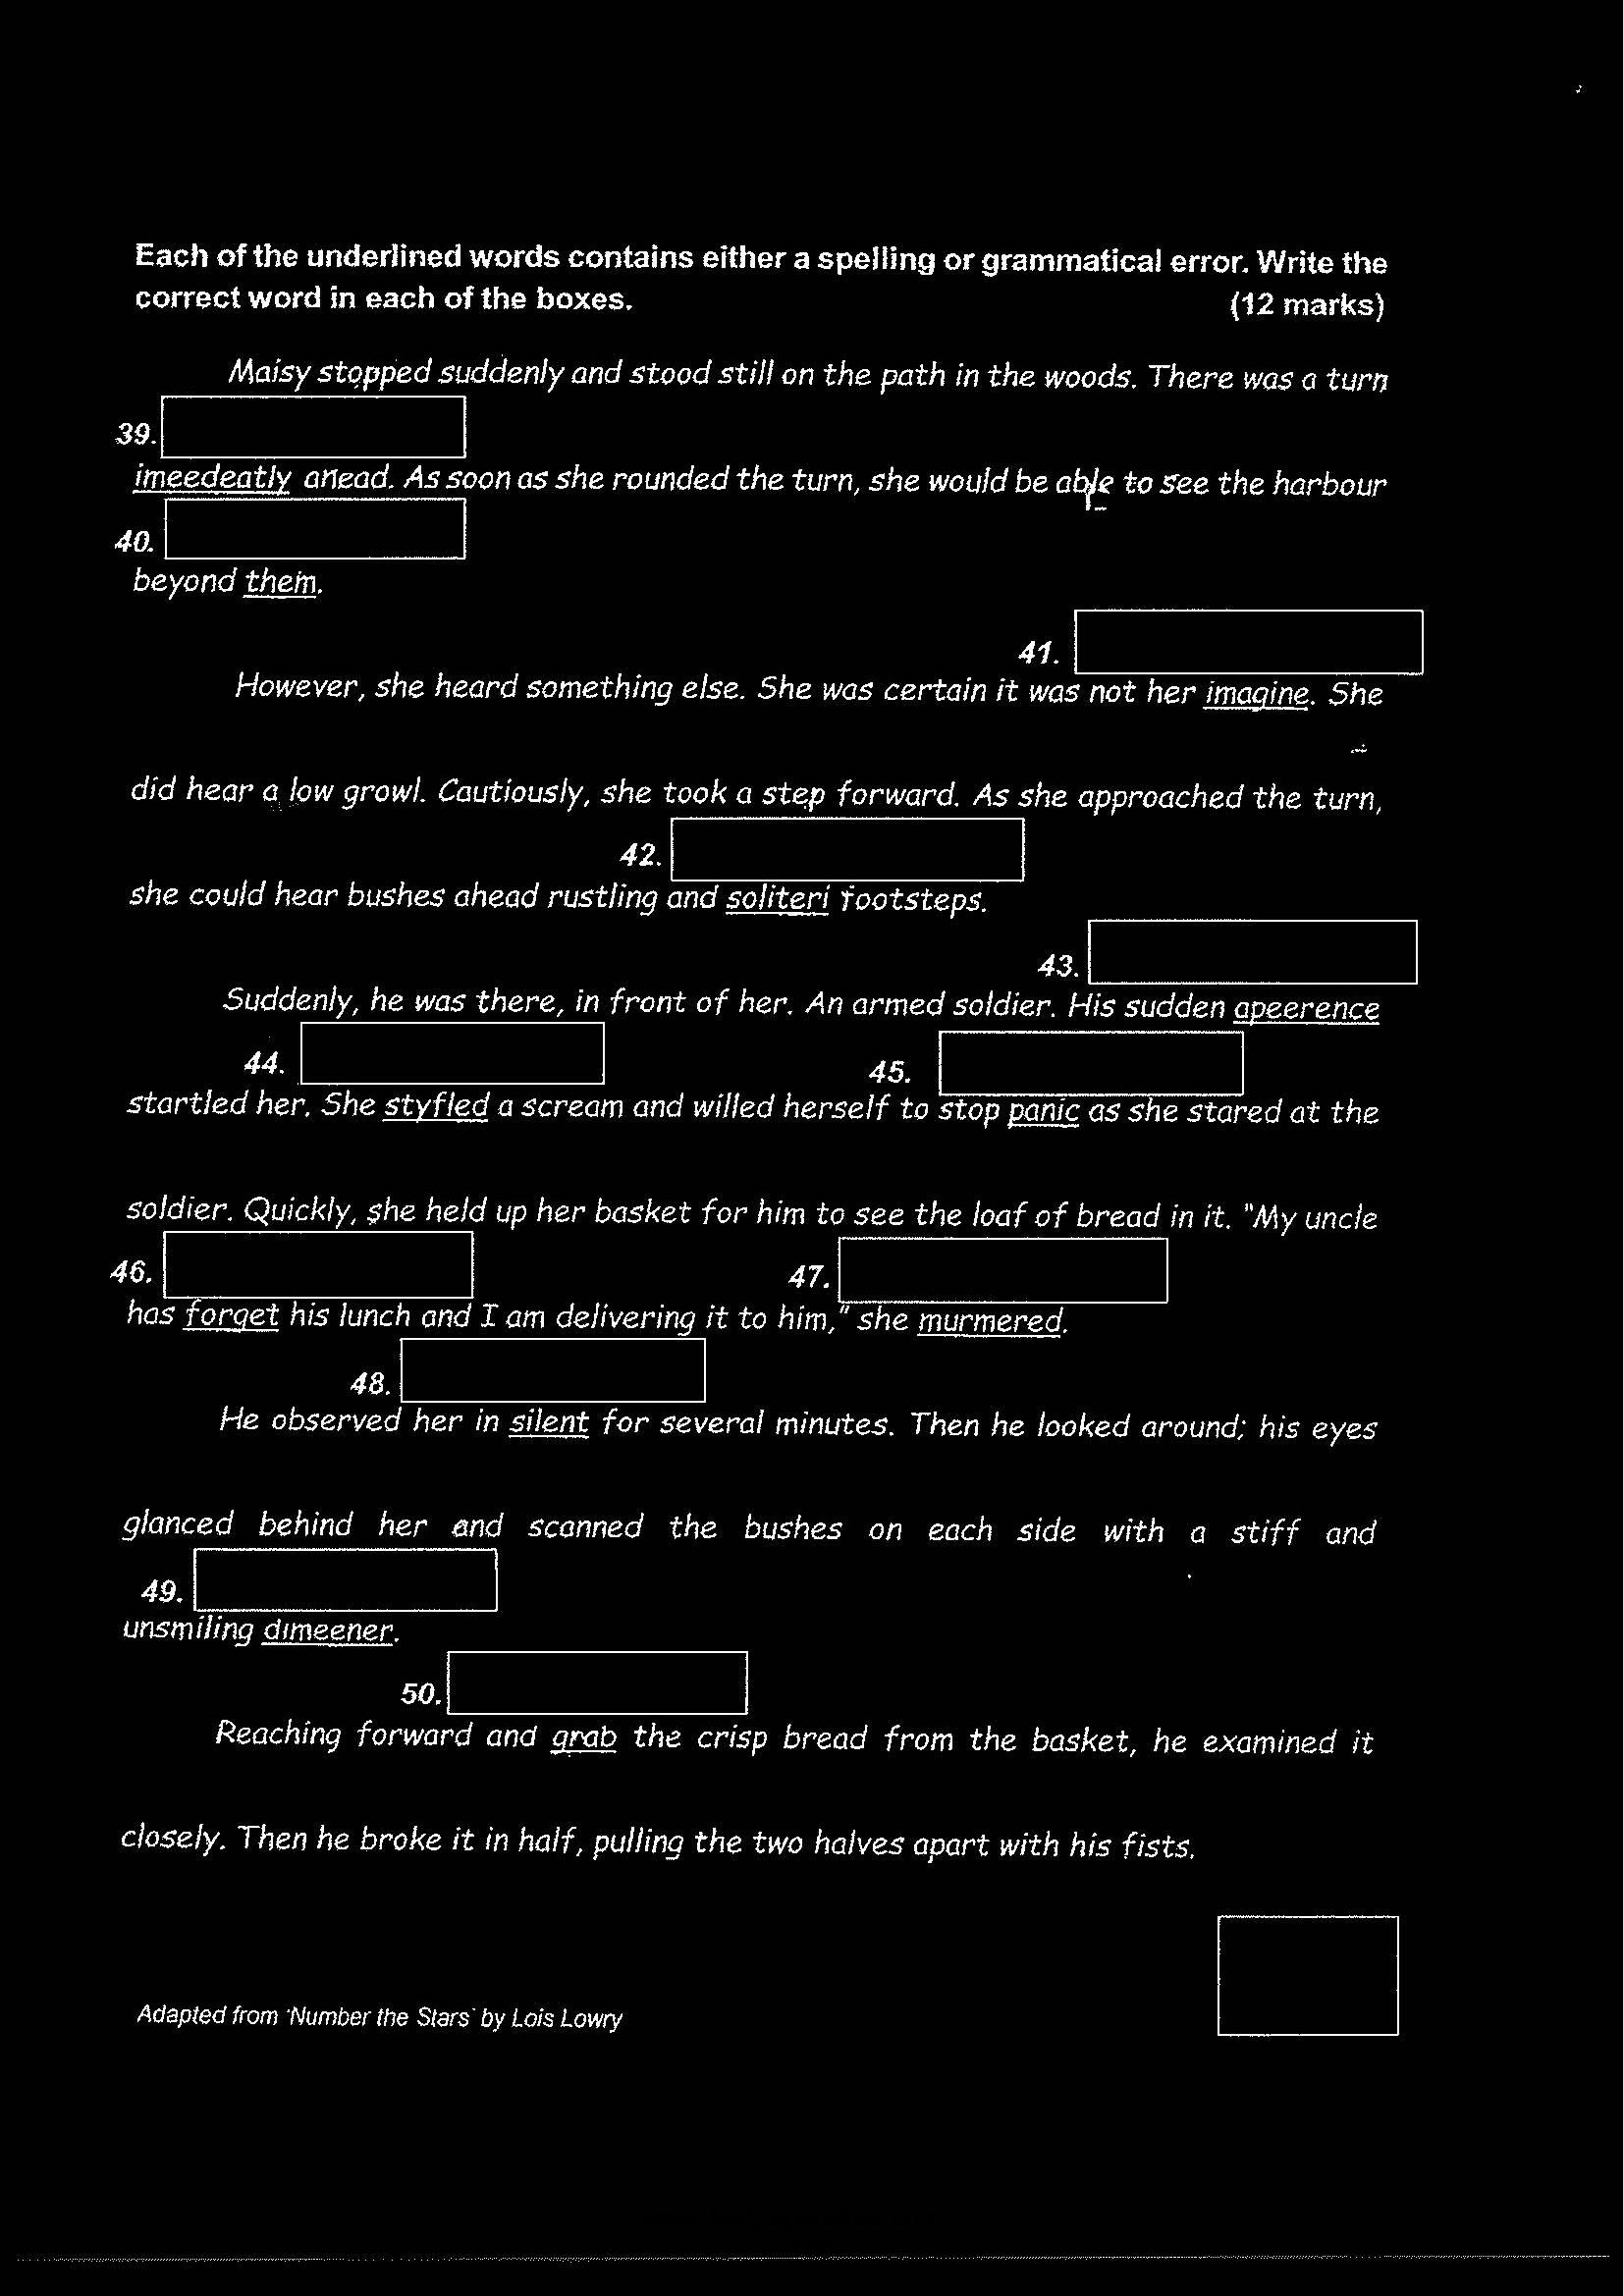 Each of the underlined words contains either a spelling or grammatical error. Write the
correct word in each of the boxes. (12 marks)
Maisy stopped suddenly and stood still on the path in the woods. There was a turn
39.
imeedeatly ahead. As soon as she rounded the turn, she would be able to see the harbour
40.
beyond them.
41.
However, she heard something else. She was certain it was not her imagine. She
did hear a low growl. Cautiously, she took a step forward. As she approached the turn,
42.
she could hear bushes ahead rustling and soliteri footsteps.
43.
Suddenly, he was there, in front of her. An armed soldier. His sudden apeerence
44. 45.
startled her. She styfled a scream and willed herself to stop panic as she stared at the
soldier. Quickly, she held up her basket for him to see the loaf of bread in it. "My uncle
46. 47.
has forget his lunch and I am delivering it to him," she murmered.
48.
He observed her in silent for several minutes. Then he looked around; his eyes
glanced behind her and scanned the bushes on each side with a stiff and
49.
unsmiling dimeener.
50.
Reaching forward and grab the crisp bread from the basket, he examined it
closely. Then he broke it in half, pulling the two halves apart with his fists.
Adapted from 'Number the Stars' by Lois Lowry